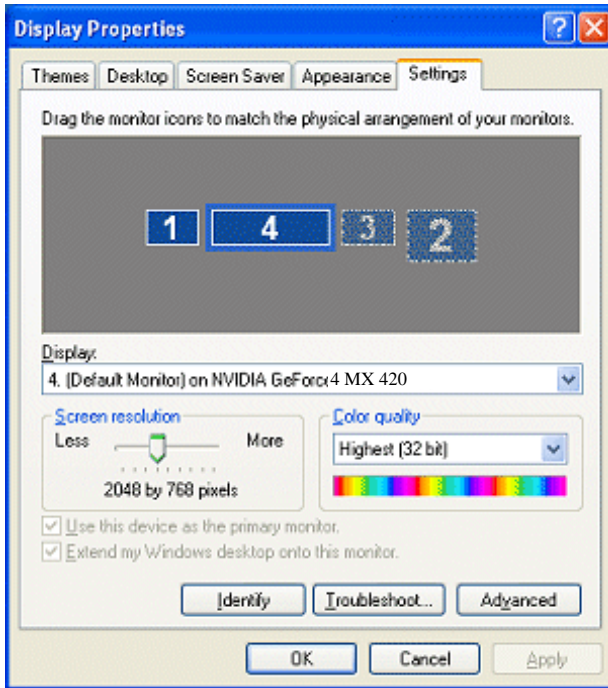 Display Properties
Themes Desktop Screen Saver Appearance Settings
Drag the monitor icons to match the physical arrangement of your monitors.
1 4 3 2
Display:
4. (Default Monitor) on NVIDIA GeForce4 MX 420
Screen resolution
Less More
2048 by 768 pixels
Color quality
Highest (32 bit)
Use this device as the primary monitor.
Extend my Windows desktop onto this monitor.
Identify Troubleshoot... Advanced
OK Cancel Apply